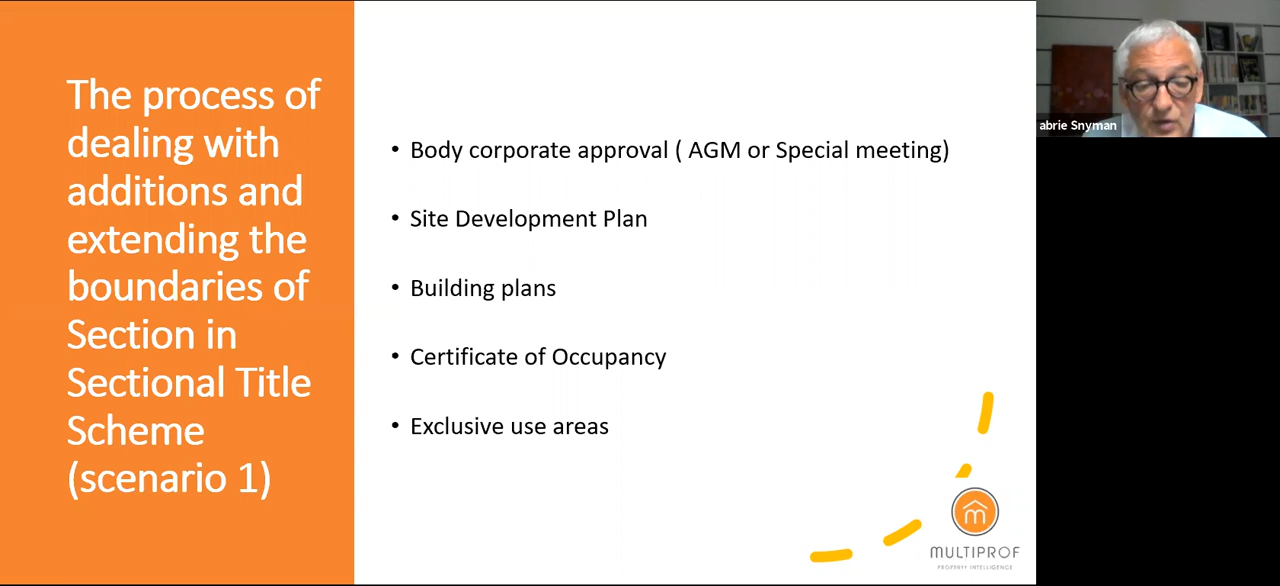 The process of
dealing with
additions and
extending the
boundaries of
Section in
Sectional Title
Scheme
(scenario 1)
• Body corporate approval ( AGM or Special meeting)
• Site Development Plan
• Building plans
• Certificate of Occupancy
• Exclusive use areas
abrie Snyman
MULTIPROF
PROPERTY INTELLIGENCE